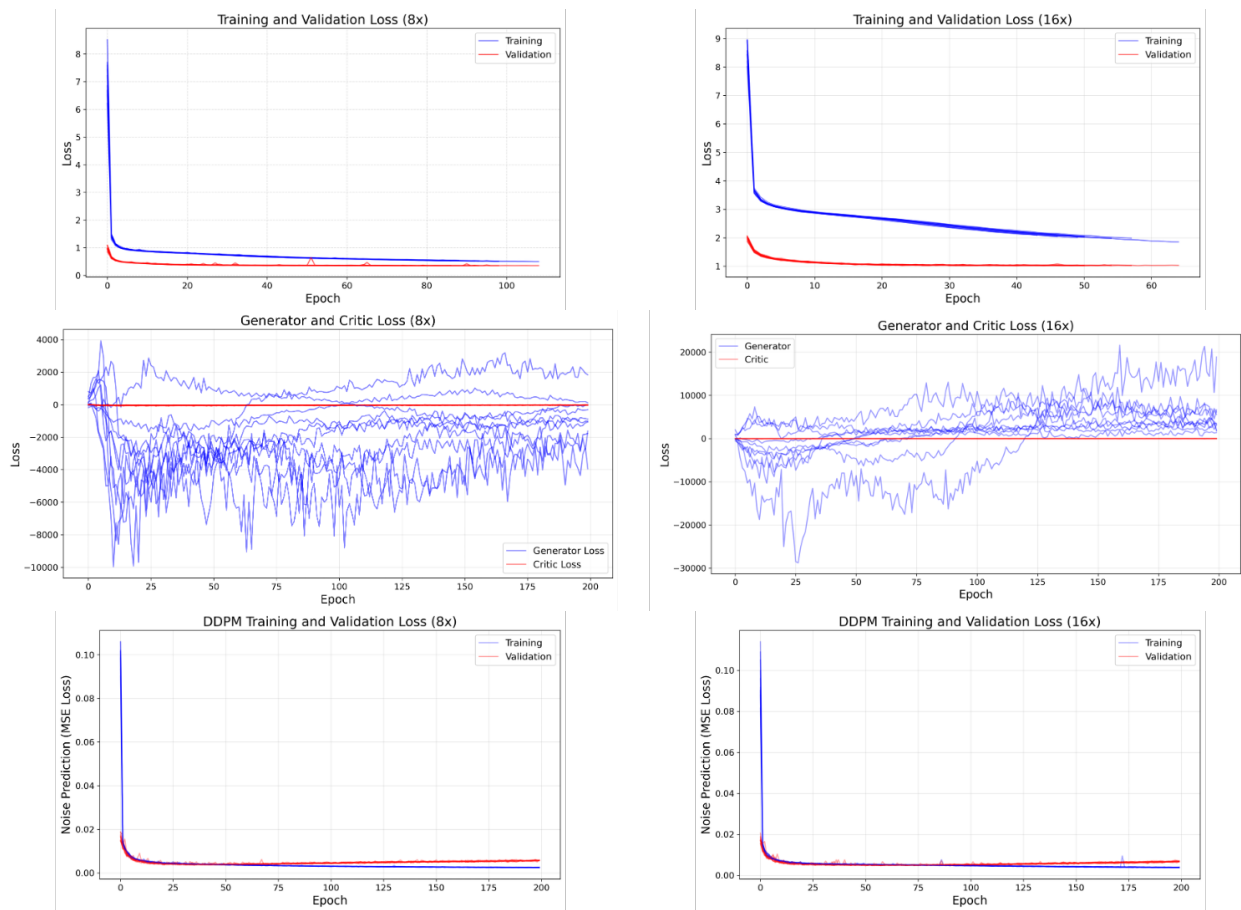 Training and Validation Loss (8x)
Loss
8
7
6
5
4
3
2
1
0
Training
Validation
0 20 40 60 80 100
Epoch
Training and Validation Loss (16x)
Loss
9
8
7
6
5
4
3
2
1
Training
Validation
0 10 20 30 40 50 60
Epoch
Generator and Critic Loss (8x)
Loss
4000
2000
0
−2000
−4000
−6000
−8000
−10000
Generator Loss
Critic Loss
0 25 50 75 100 125 150 175 200
Epoch
Generator and Critic Loss (16x)
Loss
20000
10000
0
−10000
−20000
−30000
Generator
Critic
0 25 50 75 100 125 150 175 200
Epoch
DDPM Training and Validation Loss (8x)
Noise Prediction (MSE Loss)
0.10
0.08
0.06
0.04
0.02
0.00
Training
Validation
0 25 50 75 100 125 150 175 200
Epoch
DDPM Training and Validation Loss (16x)
Noise Prediction (MSE Loss)
0.10
0.08
0.06
0.04
0.02
0.00
Training
Validation
0 25 50 75 100 125 150 175 200
Epoch